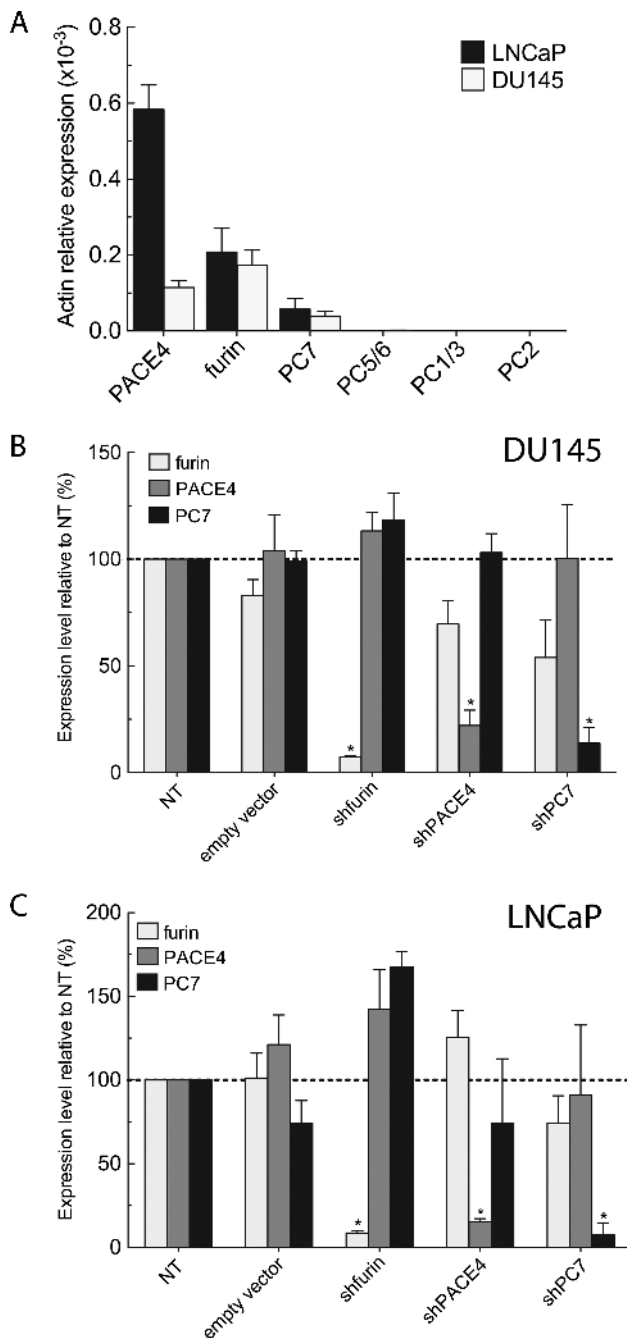 A
Actin relative expression (x10⁻³)
0.8
0.6
0.4
0.2
0.0
LNCaP
DU145
PACE4
furin
PC7
PC5/6
PC1/3
PC2
B
DU145
Expression level relative to NT (%)
150
100
50
0
furin
PACE4
PC7
*
*
*
NT
empty vector
shfurin
shPACE4
shPC7
C
LNCaP
Expression level relative to NT (%)
200
150
100
50
0
furin
PACE4
PC7
*
*
*
NT
empty vector
shfurin
shPACE4
shPC7